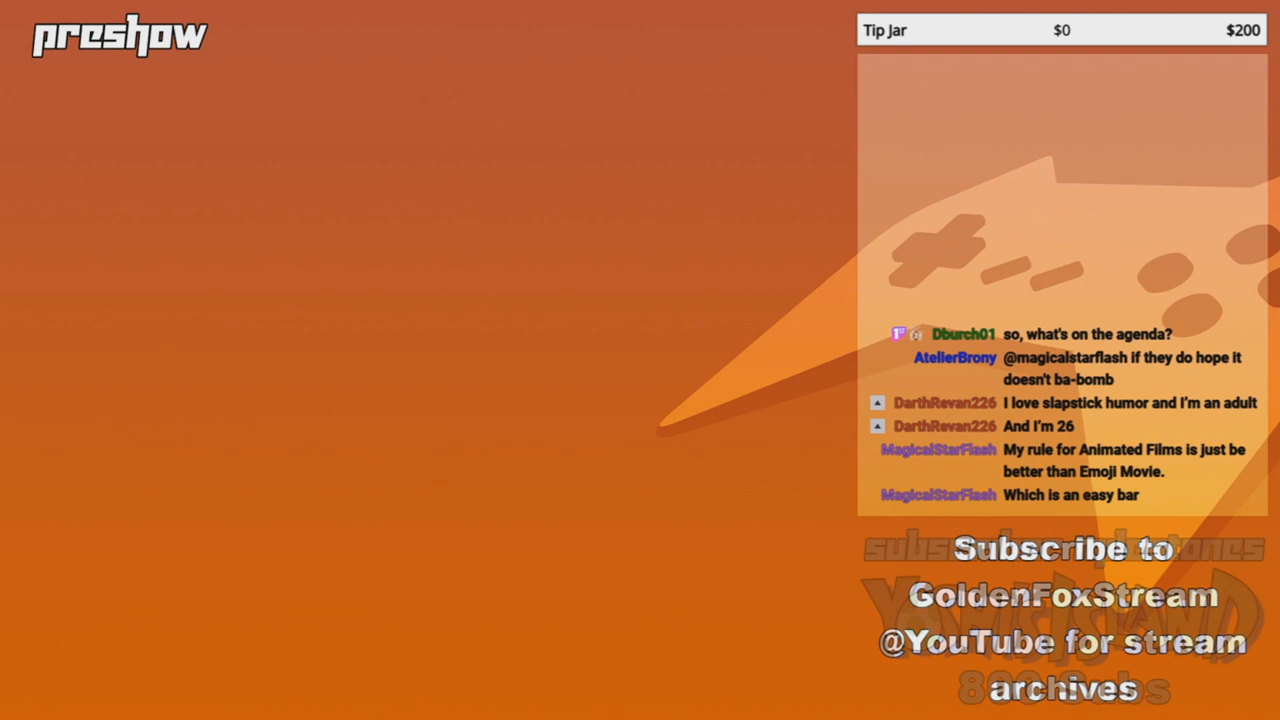 preshow
Tip Jar $0 $200
Dburch01 so, what's on the agenda?
AtelierBrony @magicalstarflash if they do hope it
doesn't ba-bomb
DarthRevan226 I love slapstick humor and I'm an adult
DarthRevan226 And I'm 26
MagicalStarFlash My rule for Animated Films is just be
better than Emoji Movie.
MagicalStarFlash Which is an easy bar
Subscribe to
GoldenFoxStream
@YouTube for stream
archives
Yoshi's Island
Subs